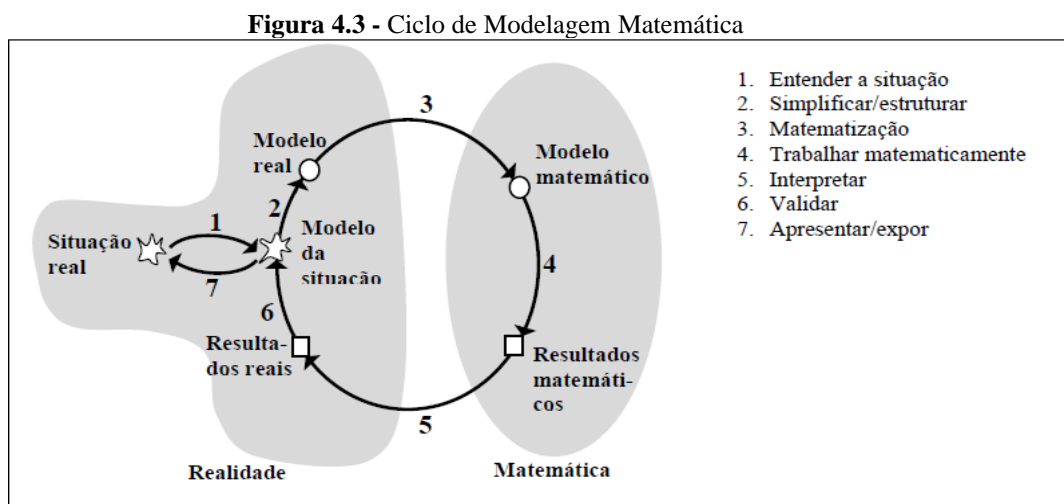 Figura 4.3 - Ciclo de Modelagem Matemática
1. Entender a situação
2. Simplificar/estruturar
3. Matematização
4. Trabalhar matematicamente
5. Interpretar
6. Validar
7. Apresentar/expor
3
Modelo
real
Modelo
matemático
2
1
Situação
real
Modelo
da
situacão
7
4
6
Resulta-
dos reais
Resultados
matemáti-
cos
5
Realidade
Matemática